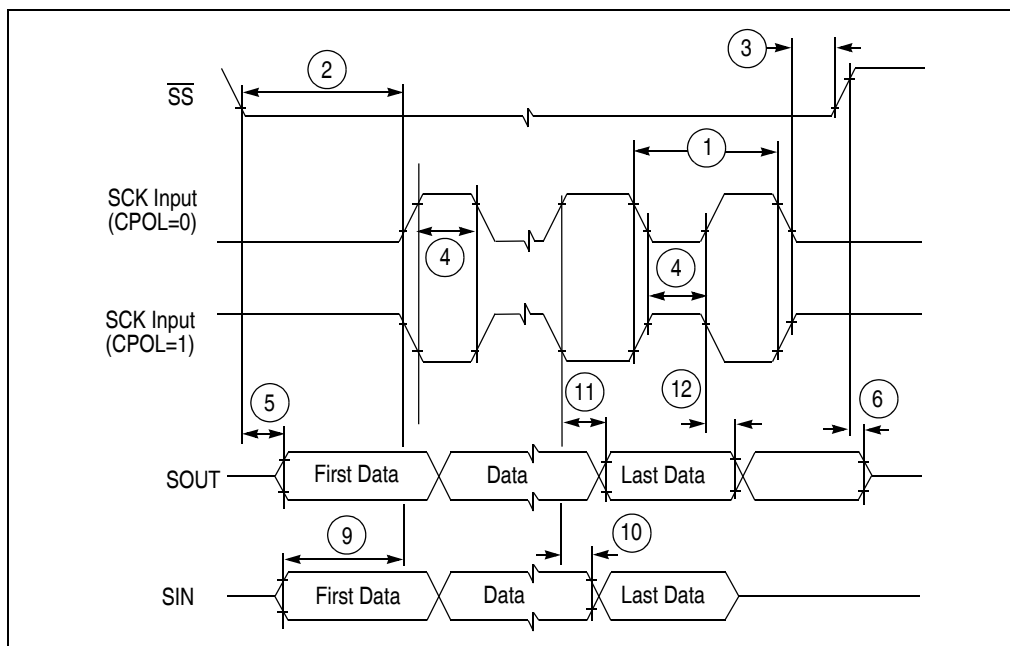 3
2
SS
1
SCK Input
(CPOL=0)
4
4
SCK Input
(CPOL=1)
11
12
5
6
SOUT
First Data
Data
Last Data
9
10
SIN
First Data
Data
Last Data